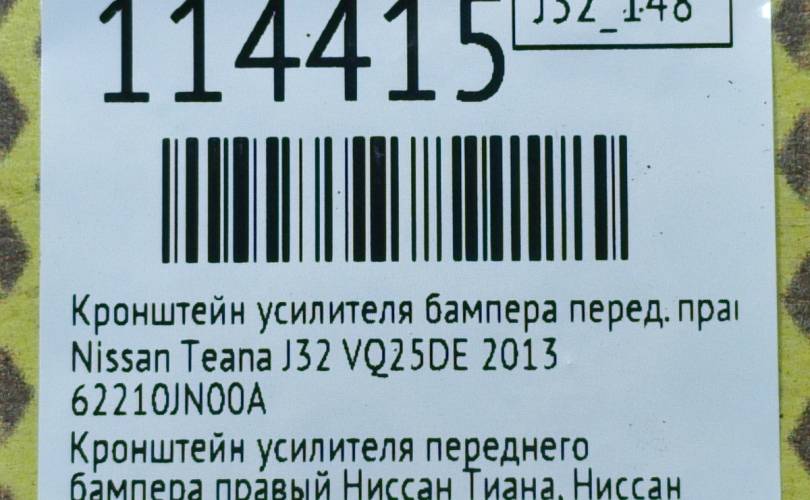 114415
J32_148
Кронштейн усилителя бампера перед. прав
Nissan Teana J32 VQ25DE 2013
62210JN00A
Кронштейн усилителя переднего
бампера правый Ниссан Тиана, Ниссан